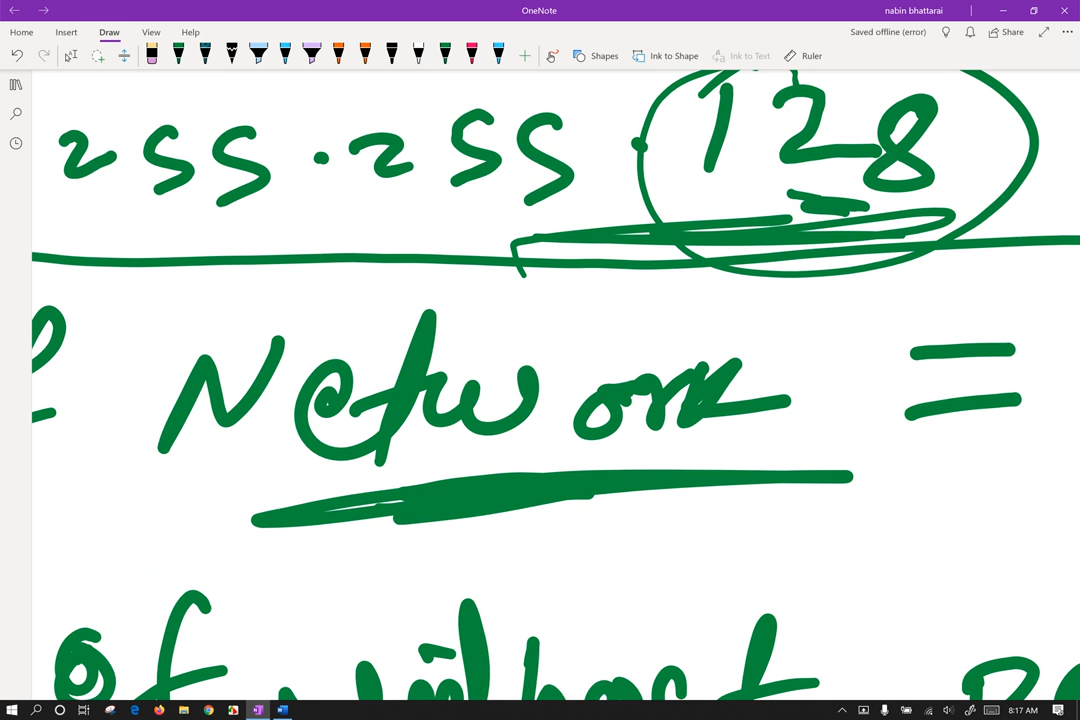 OneNote
nabin bhattarai
Home Insert Draw View Help
Saved offline (error) Share
Shapes Ink to Shape Ink to Text Ruler
255.255.128
Network =
of
8:17 AM